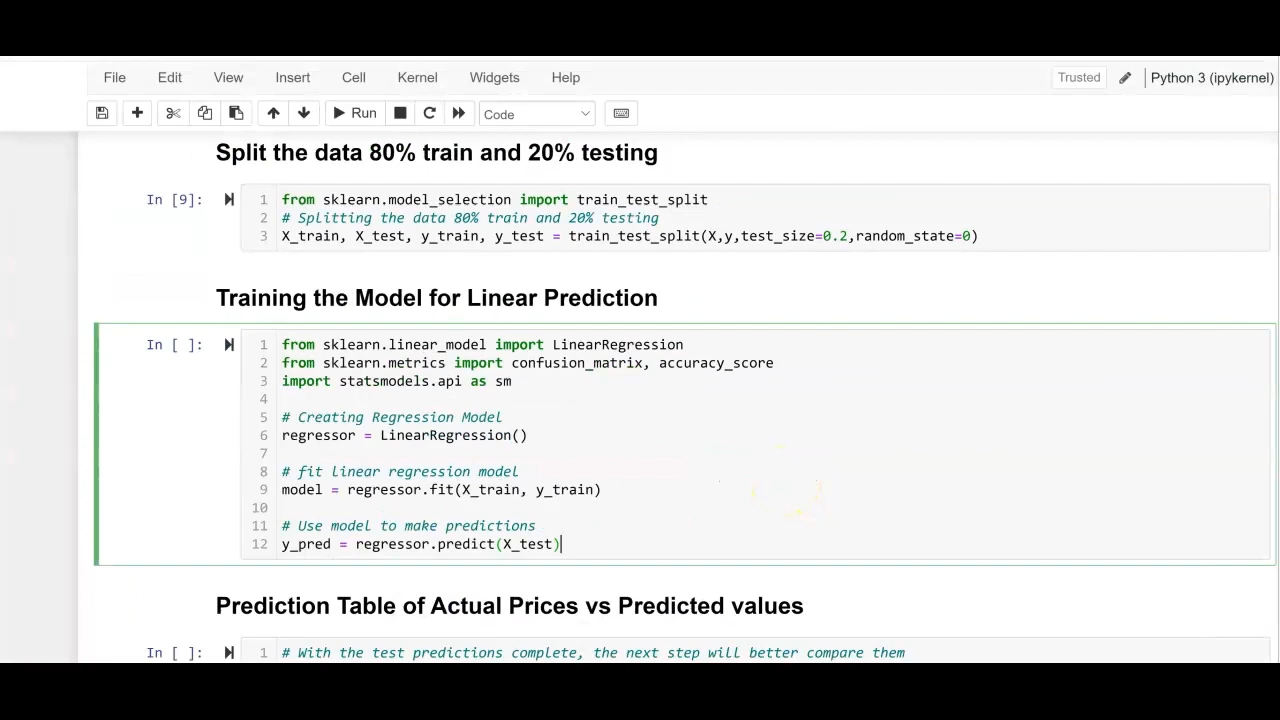 File Edit View Insert Cell Kernel Widgets Help Trusted Python 3 (ipykernel)
Run Code
Split the data 80% train and 20% testing
In [9]: 1 from sklearn.model_selection import train_test_split
2 # Splitting the data 80% train and 20% testing
3 X_train, X_test, y_train, y_test = train_test_split(X,y,test_size=0.2,random_state=0)
Training the Model for Linear Prediction
In [ ]: 1 from sklearn.linear_model import LinearRegression
2 from sklearn.metrics import confusion_matrix, accuracy_score
3 import statsmodels.api as sm
4
5 # Creating Regression Model
6 regressor = LinearRegression()
7
8 # fit linear regression model
9 model = regressor.fit(X_train, y_train)
10
11 # Use model to make predictions
12 y_pred = regressor.predict(X_test)
Prediction Table of Actual Prices vs Predicted values
In [ ]: 1 # With the test predictions complete, the next step will better compare them